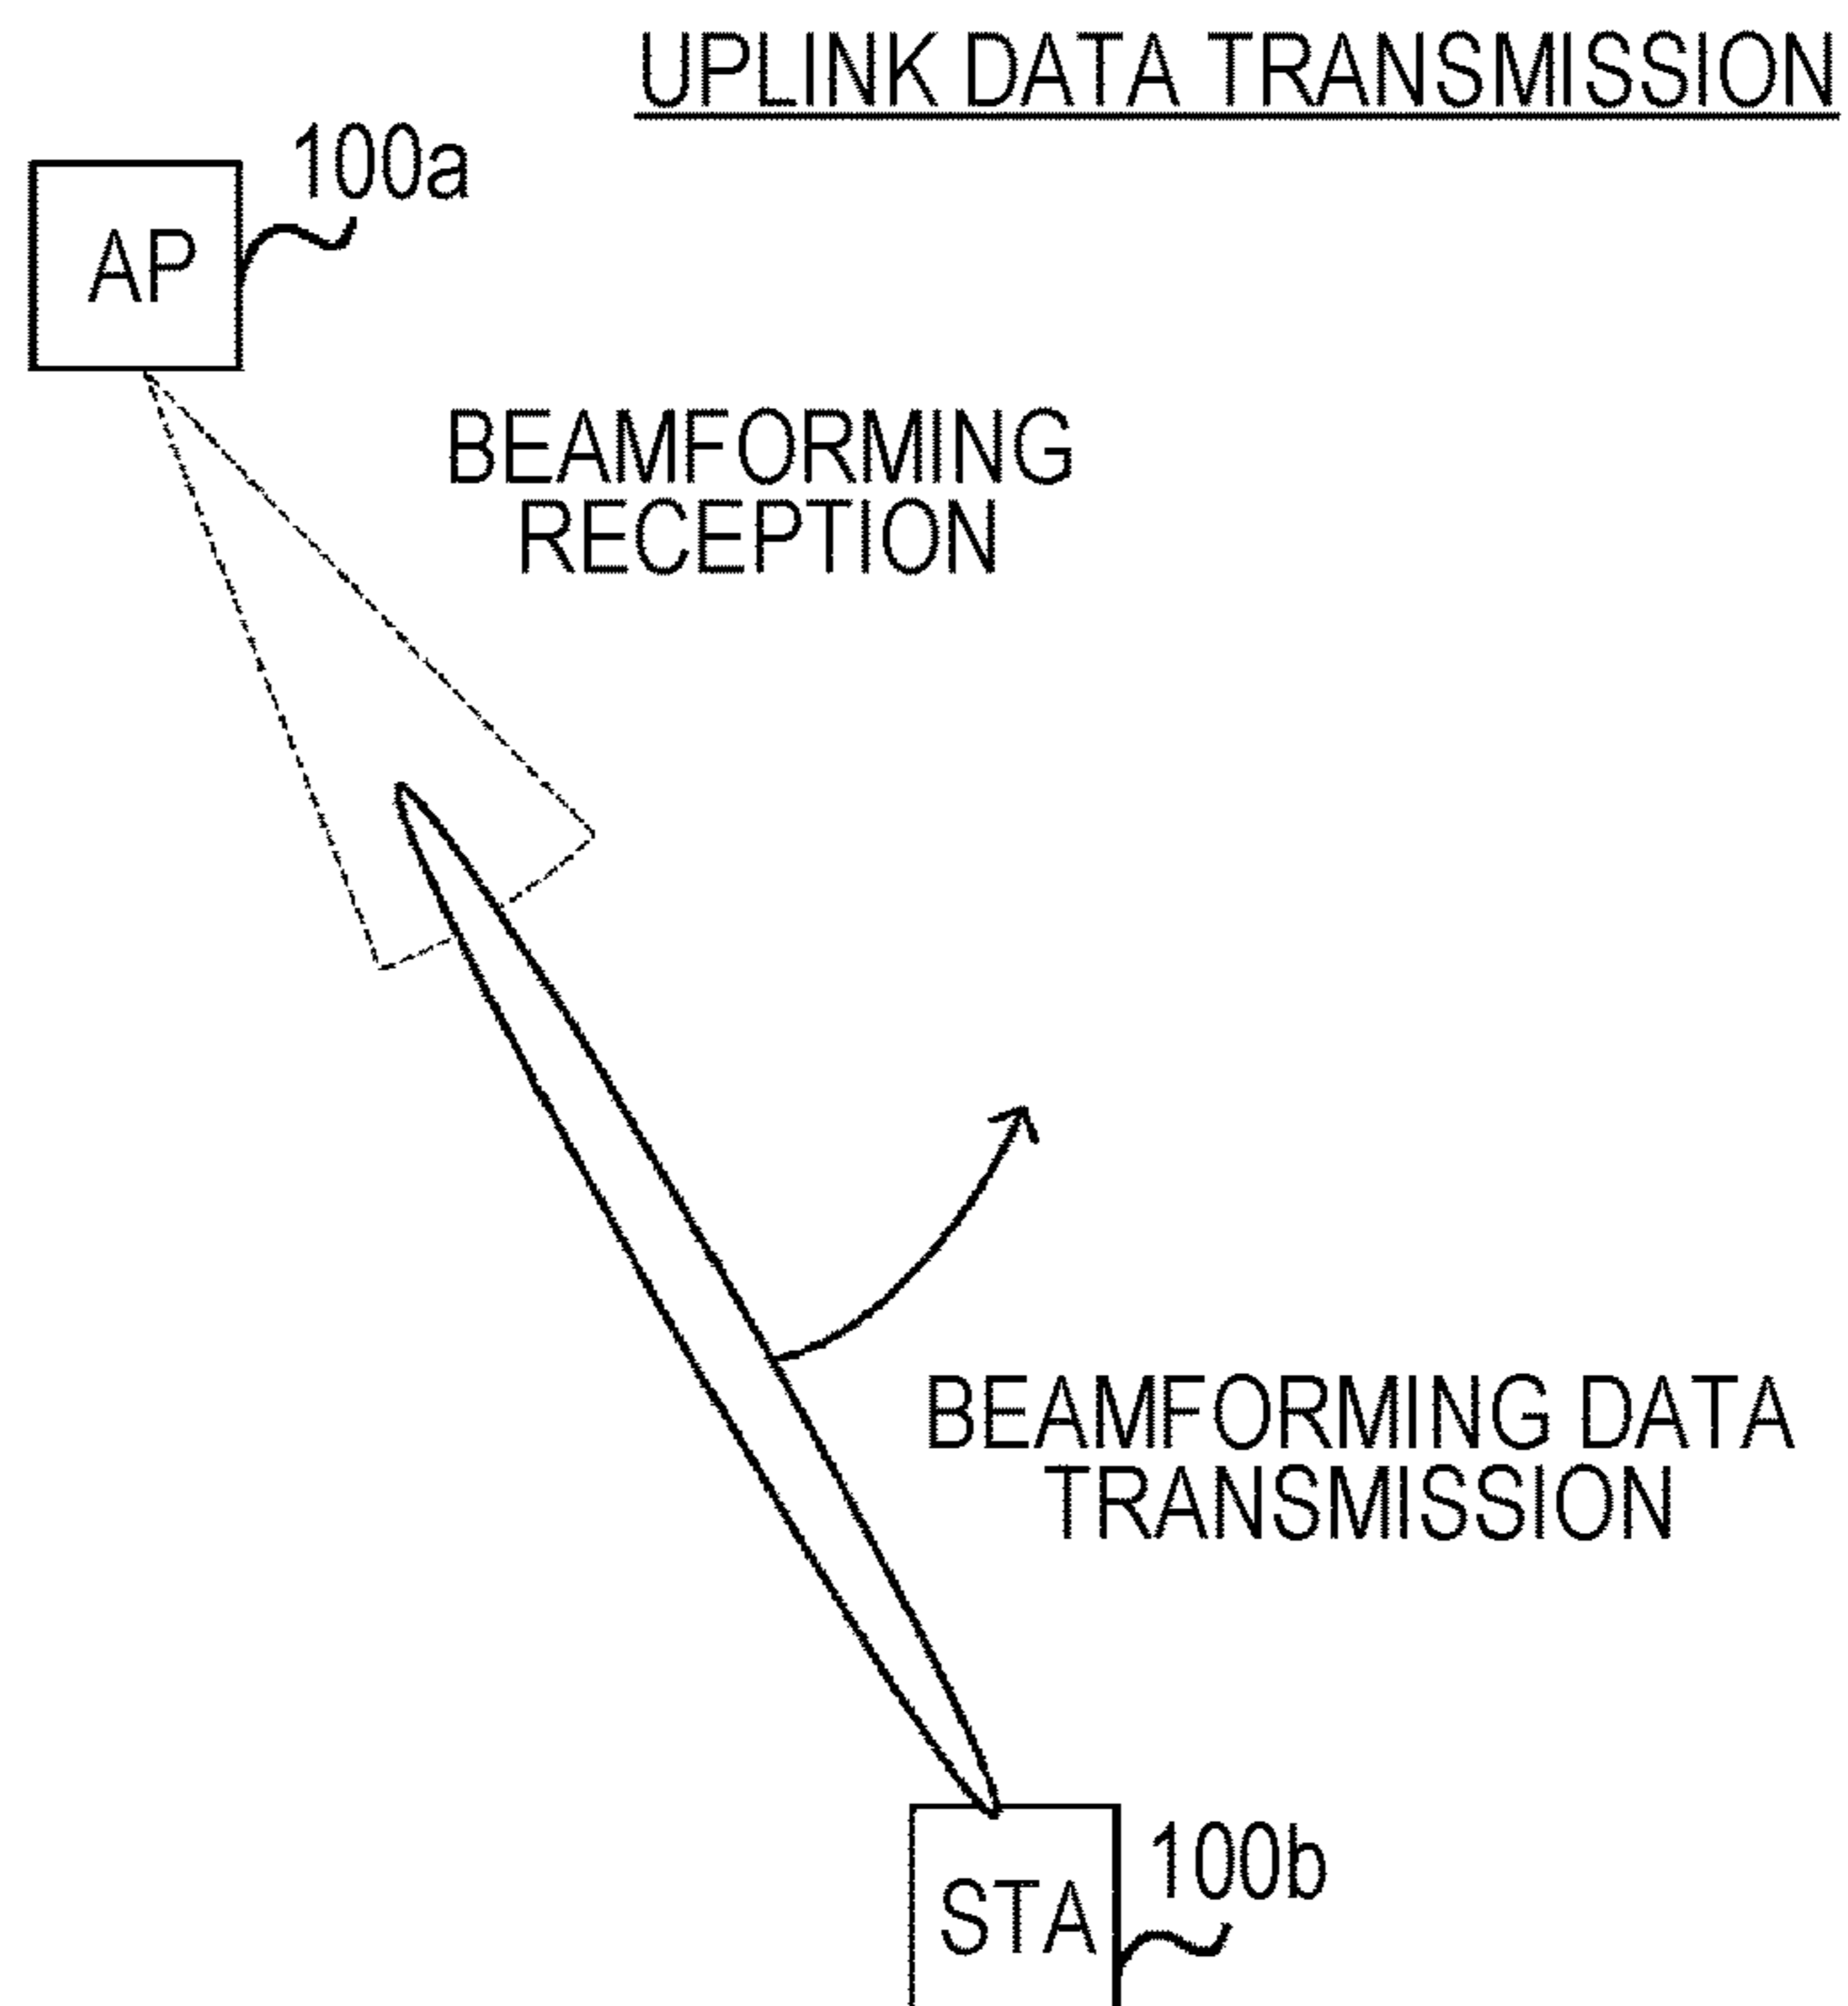 UPLINK DATA TRANSMISSION
100a
AP
BEAMFORMING
RECEPTION
BEAMFORMING DATA
TRANSMISSION
100b
STA